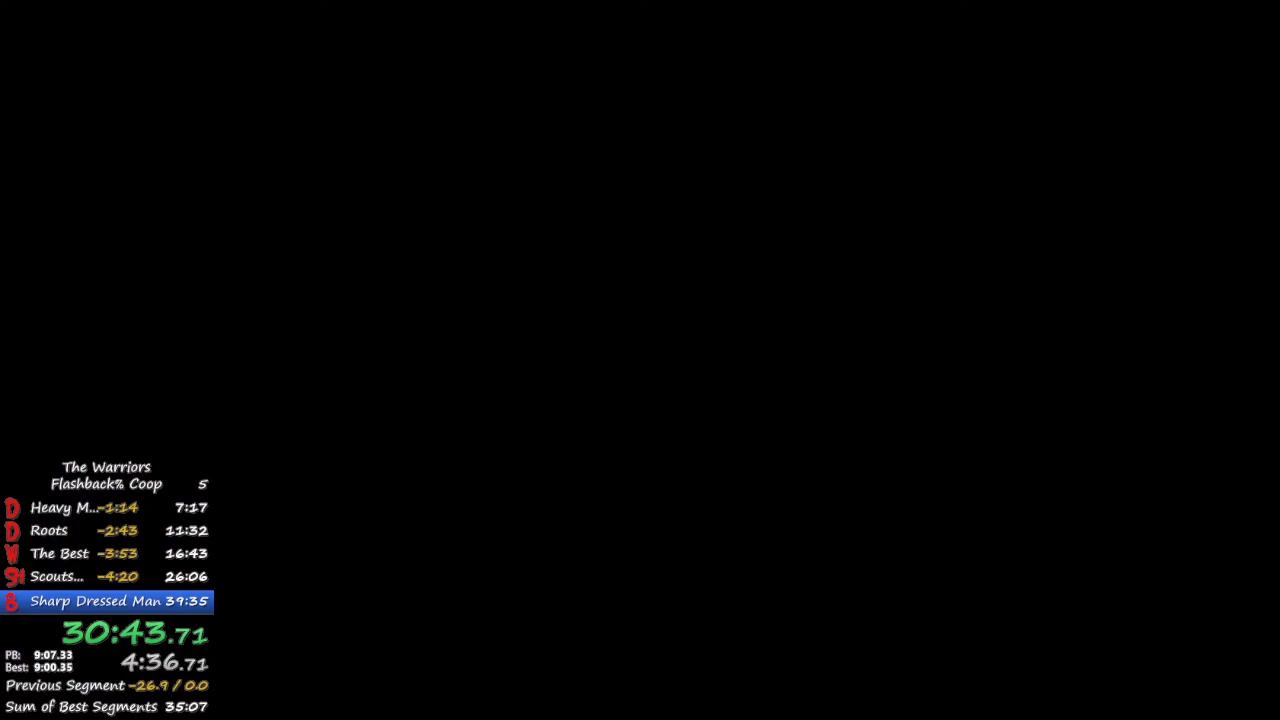 The Warriors
Flashback% Coop 5
Heavy M... -1:14 7:17
Roots -2:43 11:32
The Best -3:53 16:43
Scouts... -4:20 26:06
Sharp Dressed Man 39:35
30:43.71
PB: 9:07.33
Best: 9:00.35
4:36.71
Previous Segment -26.9 / 0.0
Sum of Best Segments 35:07